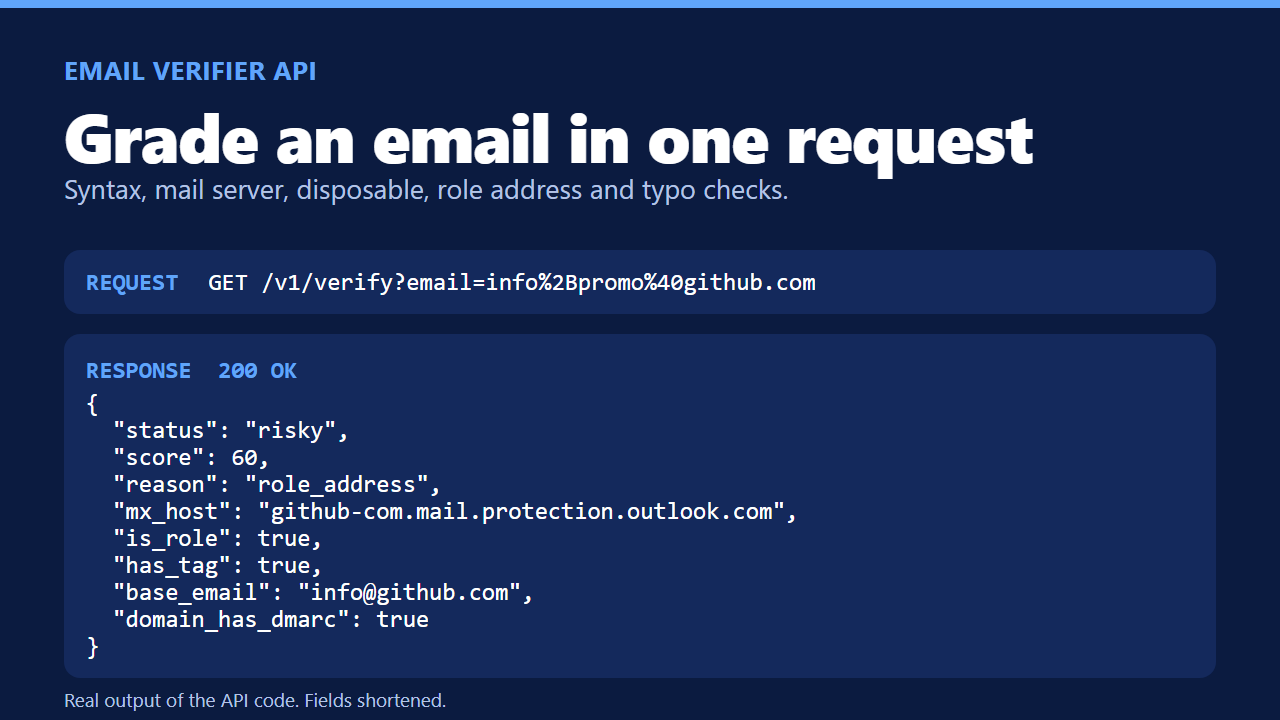 EMAIL VERIFIER API
Grade an email in one request
Syntax, mail server, disposable, role address and typo checks.
REQUEST GET /v1/verify?email=info%2Bpromo%40github.com
RESPONSE 200 OK
{
"status": "risky",
"score": 60,
"reason": "role_address",
"mx_host": "github-com.mail.protection.outlook.com",
"is_role": true,
"has_tag": true,
"base_email": "info@github.com",
"domain_has_dmarc": true
}
Real output of the API code. Fields shortened.